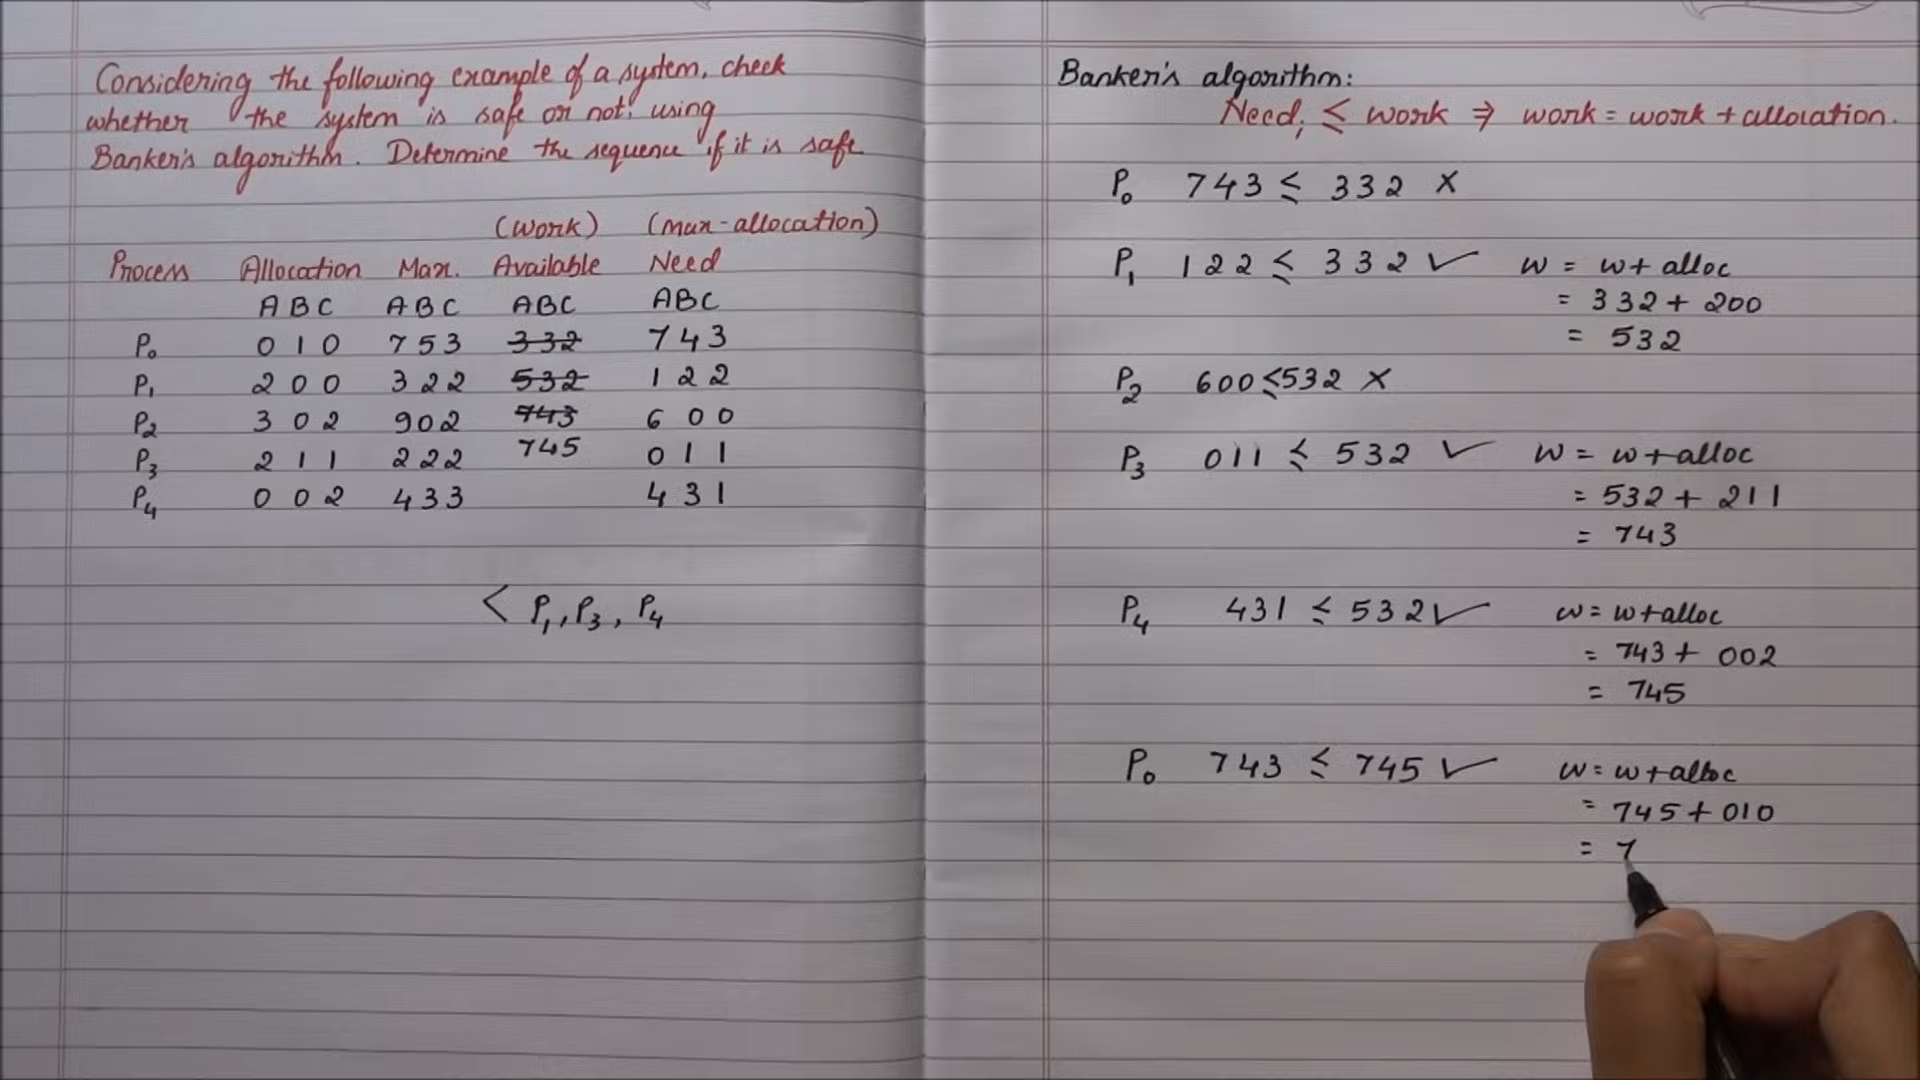 Considering the following example of a system, check
whether the system is safe or not, using
Banker's algorithm. Determine the sequence if it is safe
(Work) (max-allocation)
Process Allocation Max. Available Need
A B C A B C A B C A B C
P0 0 1 0 7 5 3 3 3 2 7 4 3
P1 2 0 0 3 2 2 5 3 2 1 2 2
P2 3 0 2 9 0 2 7 4 3 6 0 0
P3 2 1 1 2 2 2 7 4 5 0 1 1
P4 0 0 2 4 3 3 4 3 1
< P1, P3, P4
Banker's algorithm:
Needi ≤ work ⇒ work = work + allocation.
P0 7 4 3 ≤ 3 3 2 ×
P1 1 2 2 ≤ 3 3 2 ✓ w = w + alloc
= 3 3 2 + 2 0 0
= 5 3 2
P2 6 0 0 ≤ 5 3 2 ×
P3 0 1 1 ≤ 5 3 2 ✓ w = w + alloc
= 5 3 2 + 2 1 1
= 7 4 3
P4 4 3 1 ≤ 5 3 2 ✓ w = w + alloc
= 7 4 3 + 0 0 2
= 7 4 5
P0 7 4 3 ≤ 7 4 5 ✓ w = w + alloc
= 7 4 5 + 0 1 0
= 7